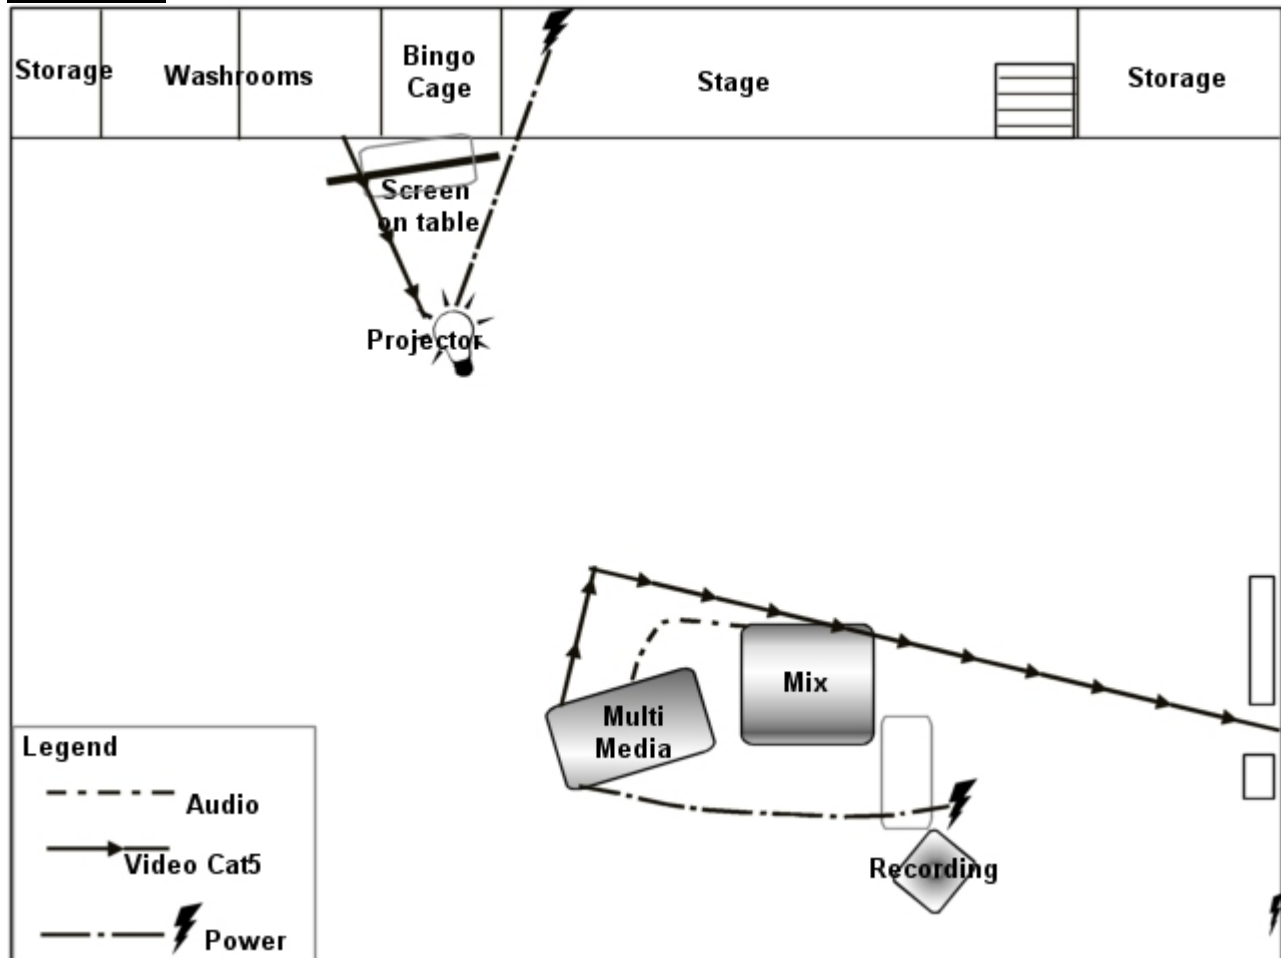 Storage
Washrooms
Bingo
Cage
Stage
Storage
Screen
on table
Projector
Mix
Multi
Media
Recording
Legend
Audio
Video Cat5
Power